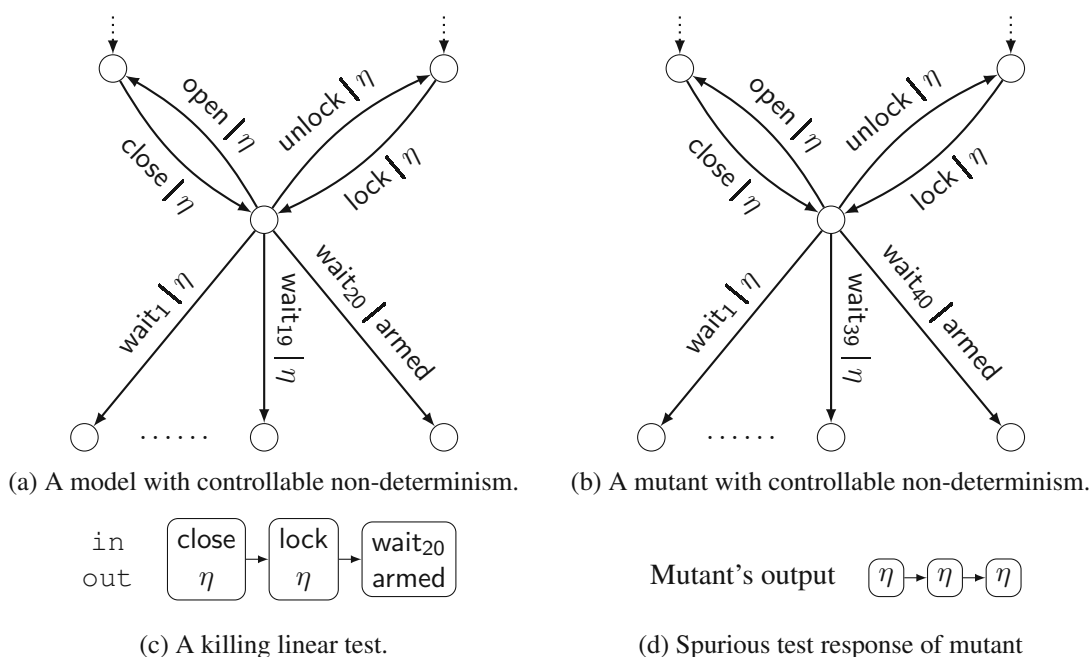 open | η
close | η
unlock | η
lock | η
wait₁ | η
wait₁₉ | η
wait₂₀ | armed
......
(a) A model with controllable non-determinism.
open | η
close | η
unlock | η
lock | η
wait₁ | η
wait₃₉ | η
wait₄₀ | armed
......
(b) A mutant with controllable non-determinism.
in close lock wait₂₀
out η η armed
(c) A killing linear test.
Mutant's output η η η
(d) Spurious test response of mutant